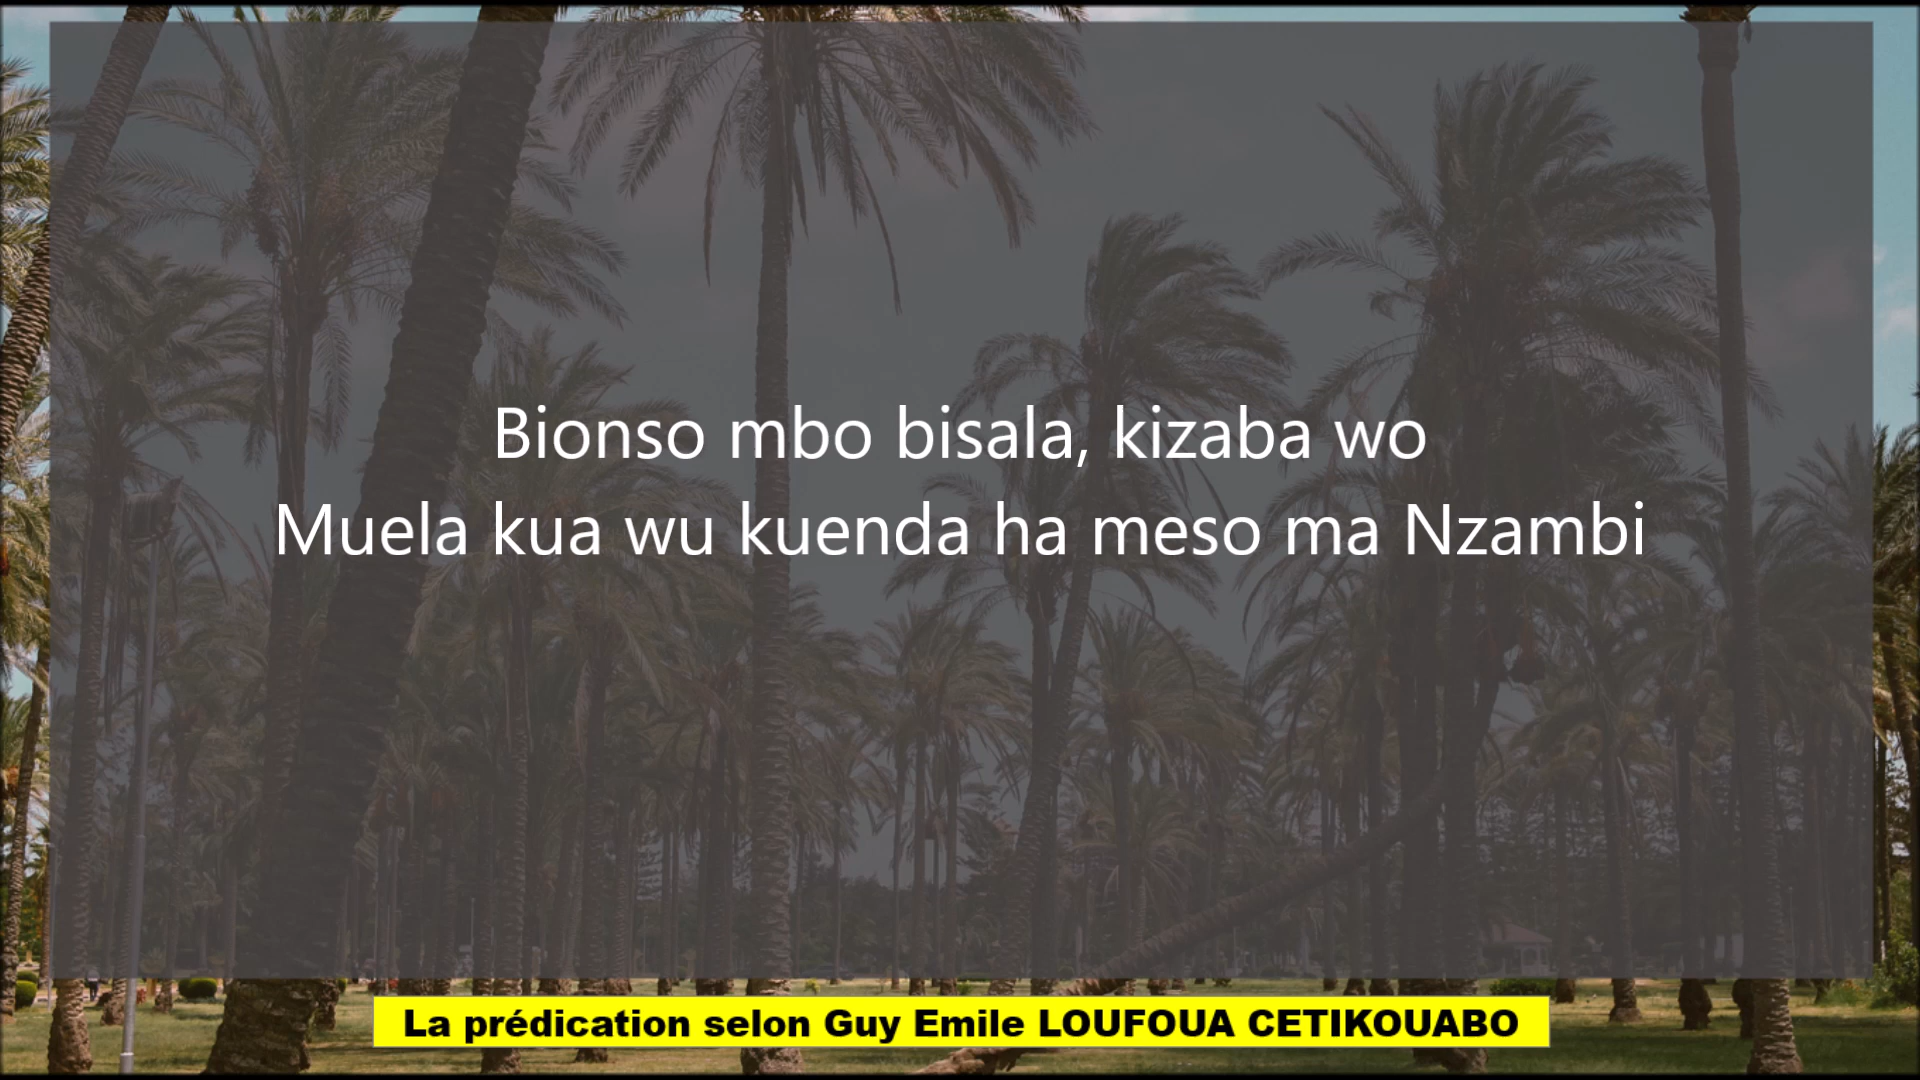 Bionso mbo bisala, kizaba wo
Muela kua wu kuenda ha meso ma Nzambi
La prédication selon Guy Emile LOUFOUA CETIKOUABO